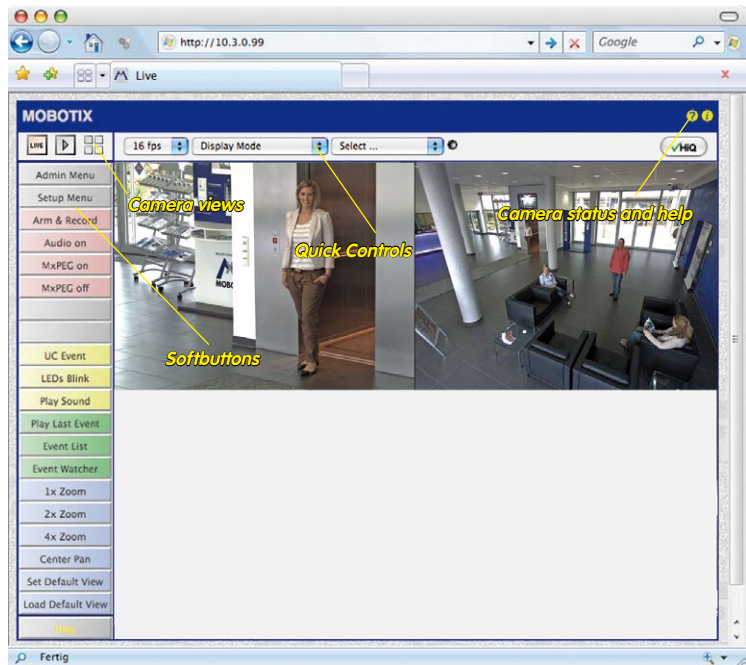 http://10.3.0.99
Google
Live
MOBOTIX
? i
LIVE
16 fps
Display Mode
Select ...
HiQ
Admin Menu
Setup Menu
Arm & Record
Audio on
MxPEG on
MxPEG off
UC Event
LEDs Blink
Play Sound
Play Last Event
Event List
Event Watcher
1x Zoom
2x Zoom
4x Zoom
Center Pan
Set Default View
Load Default View
Camera views
Quick Controls
Camera status and help
Softbuttons
Fertig